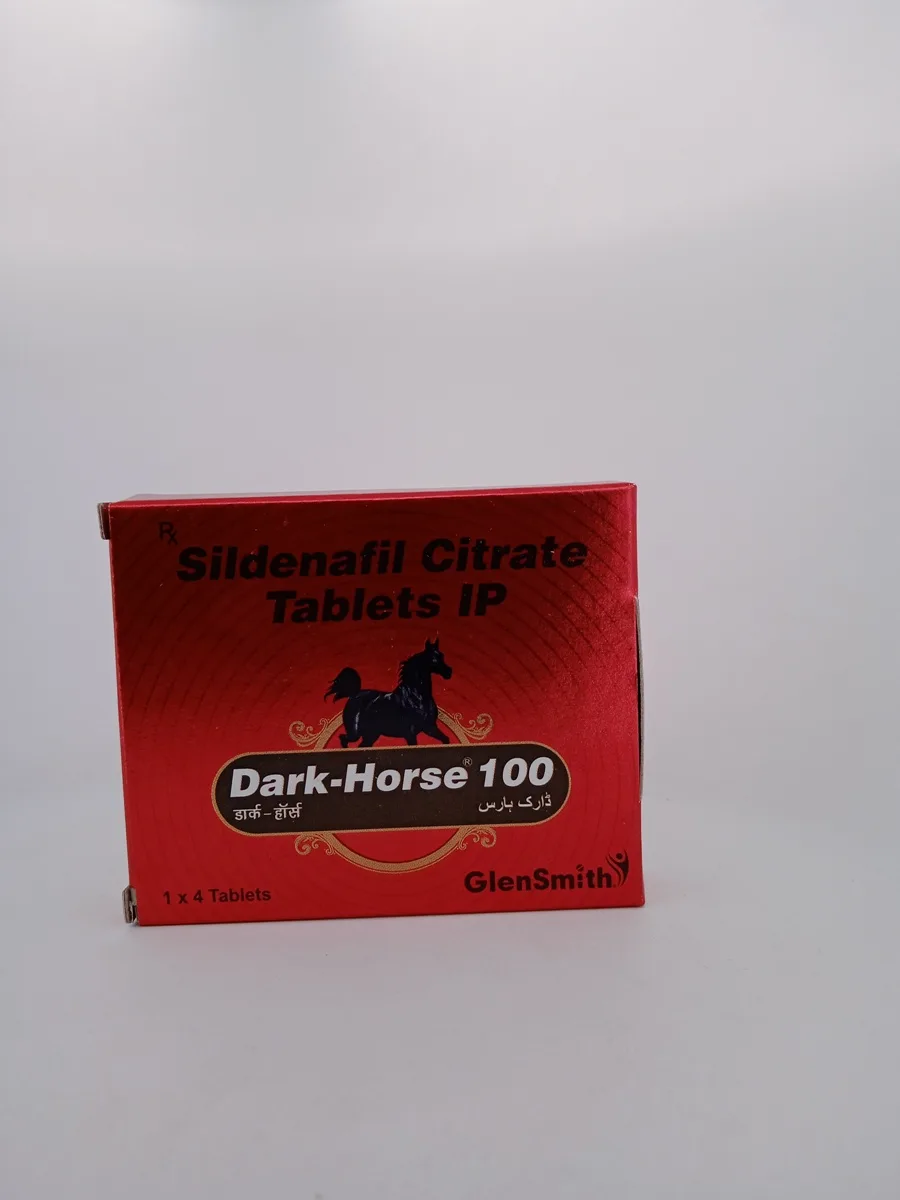 Rx
Sildenafil Citrate
Tablets IP
Dark-Horse® 100
डार्क - हॉर्स ڈارک ہارس
1 x 4 Tablets
GlenSmith